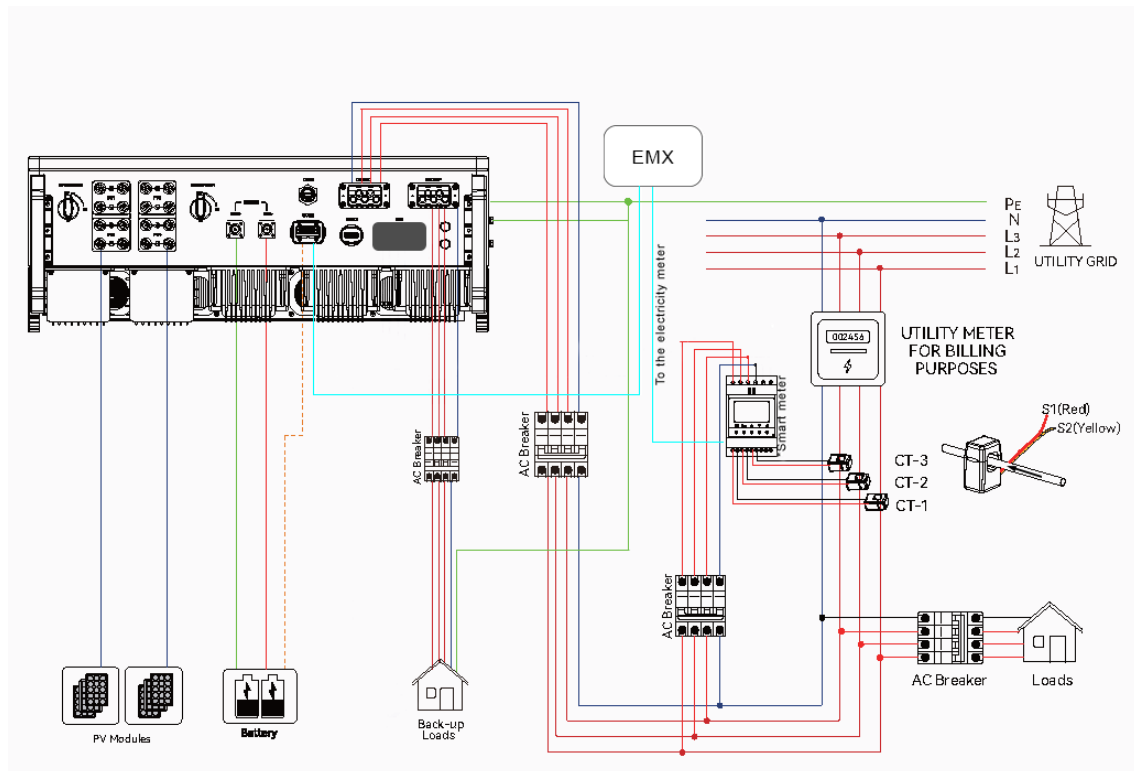 EMX
PE
N
L3
L2
L1
UTILITY GRID
To the electricity meter
002456
UTILITY METER
FOR BILLING
PURPOSES
Smart meter
S1(Red)
S2(Yellow)
CT-3
CT-2
CT-1
AC Breaker
AC Breaker
AC Breaker
AC Breaker
Loads
PV Modules
Battery
Back-up
Loads